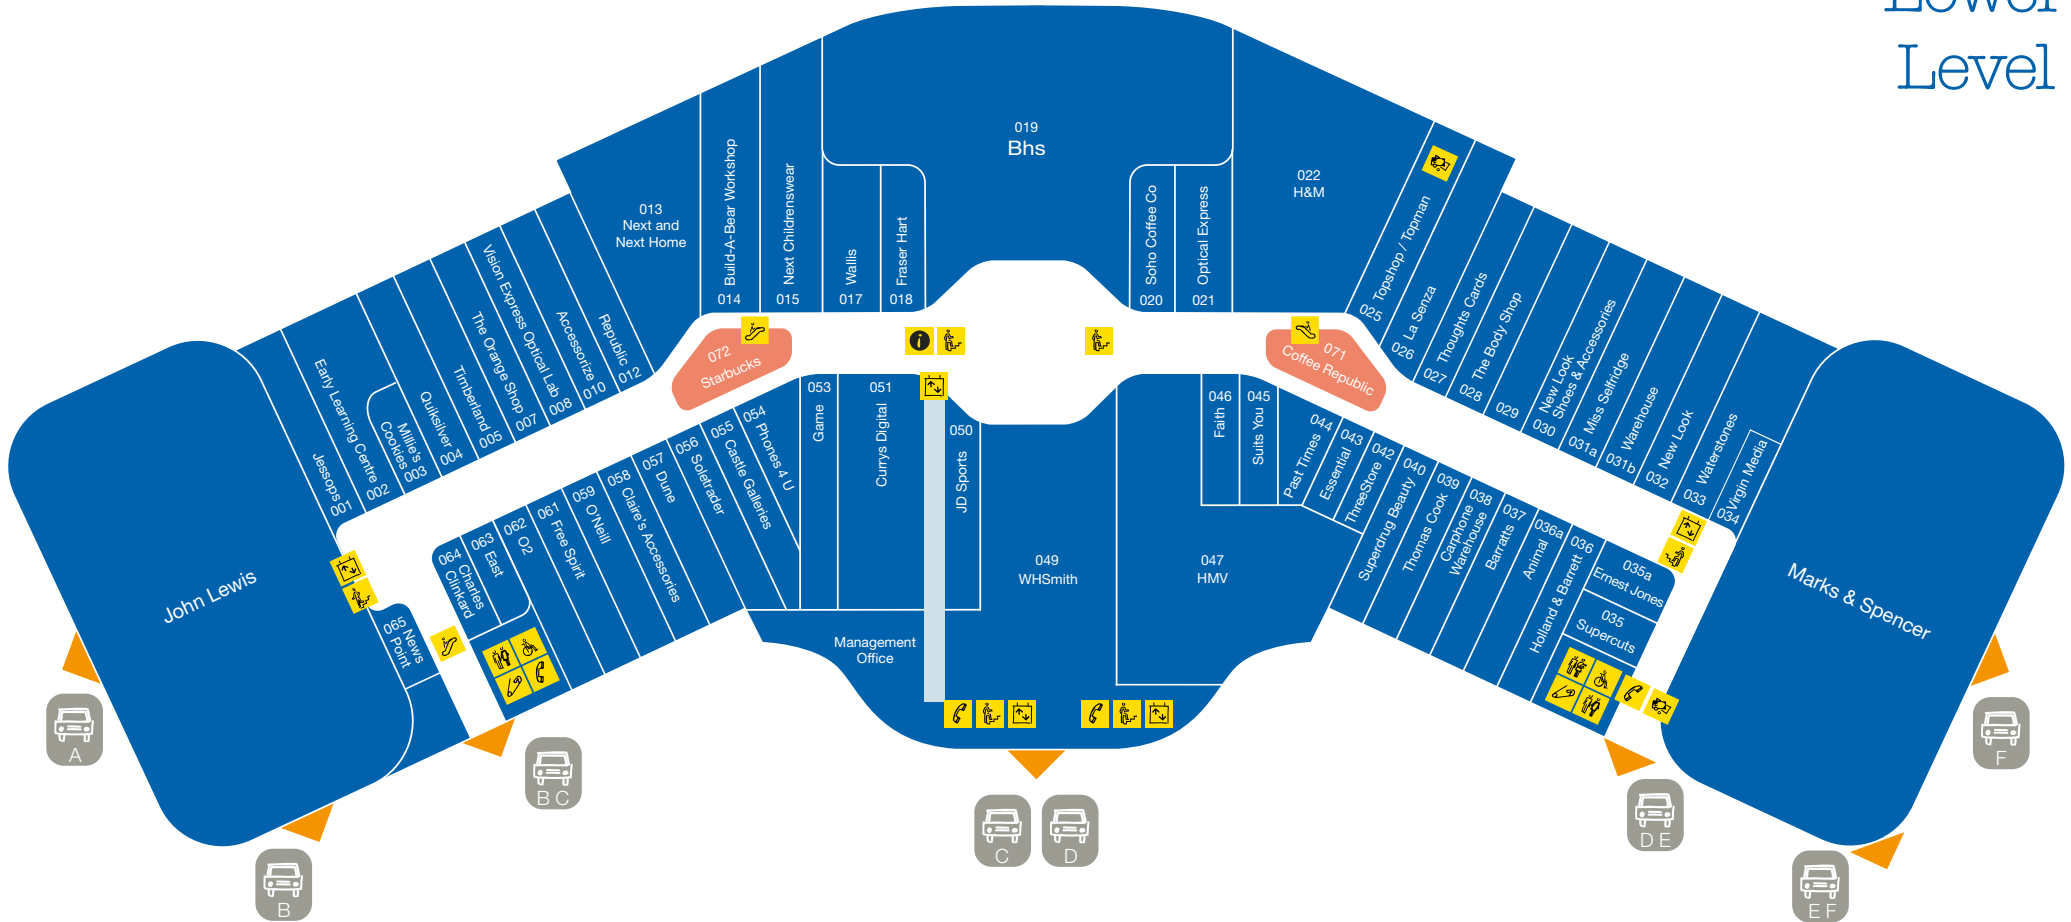 Lower
Level
John Lewis
Jessops
001
Early Learning Centre
002
Millie's
Cookies
003
Quiksilver
004
Timberland
005
The Orange Shop
007
Vision Express Optical Lab
008
Accessorize
010
Republic
012
013
Next and
Next Home
Build-A-Bear Workshop
014
Next Childrenswear
015
Wallis
017
Fraser Hart
018
019
Bhs
Soho Coffee Co
020
Optical Express
021
022
H&M
025 Topshop / Topman
026 La Senza
027 Thoughts Cards
028 The Body Shop
029
030
New Look
Shoes & Accessories
031a Miss Selfridge
031b Warehouse
032 New Look
033 Waterstones
034 Virgin Media
Marks & Spencer
072
Starbucks
071
Coffee Republic
065
News
Point
064
Charles
Clinkard
063
East
062
O2
061
Free Spirit
059
O'Neill
058
Claire's Accessories
057
Dune
056
Soletrader
055
Castle Galleries
054
Phones 4 U
053
Game
051
Currys Digital
050
JD Sports
049
WHSmith
Management
Office
047
HMV
046
Faith
045
Suits You
044
Past Times
043
Essential
042
ThreeStore
040
Superdrug Beauty
039
Thomas Cook
038
Carphone
Warehouse
037
Barratts
036a
Animal
036
Holland & Barrett
035a
Ernest Jones
035
Supercuts
A
B
B C
C
D
D E
E F
F